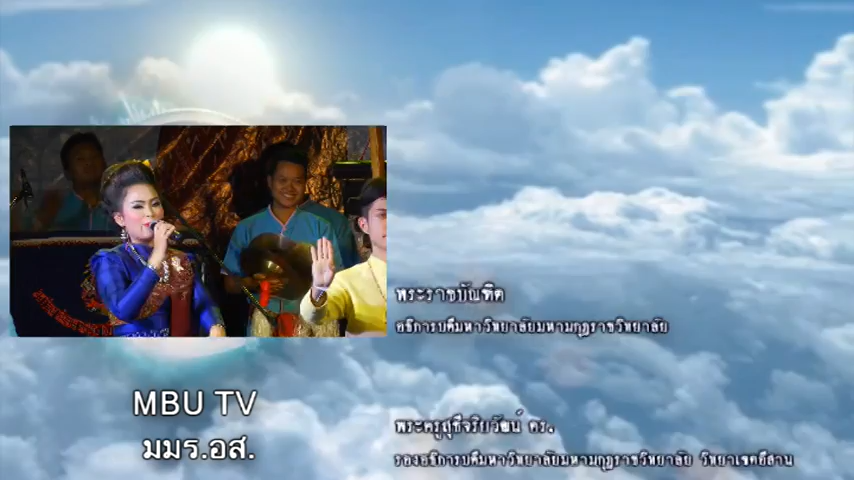 พระราชบัณฑิต
อธิการบดีมหาวิทยาลัยมหามกุฏราชวิทยาลัย
MBU TV
มมร.อส.
พระครูสุธีจริยวัฒน์ ดร.
รองอธิการบดีมหาวิทยาลัยมหามกุฏราชวิทยาลัย วิทยาเขตอีสาน